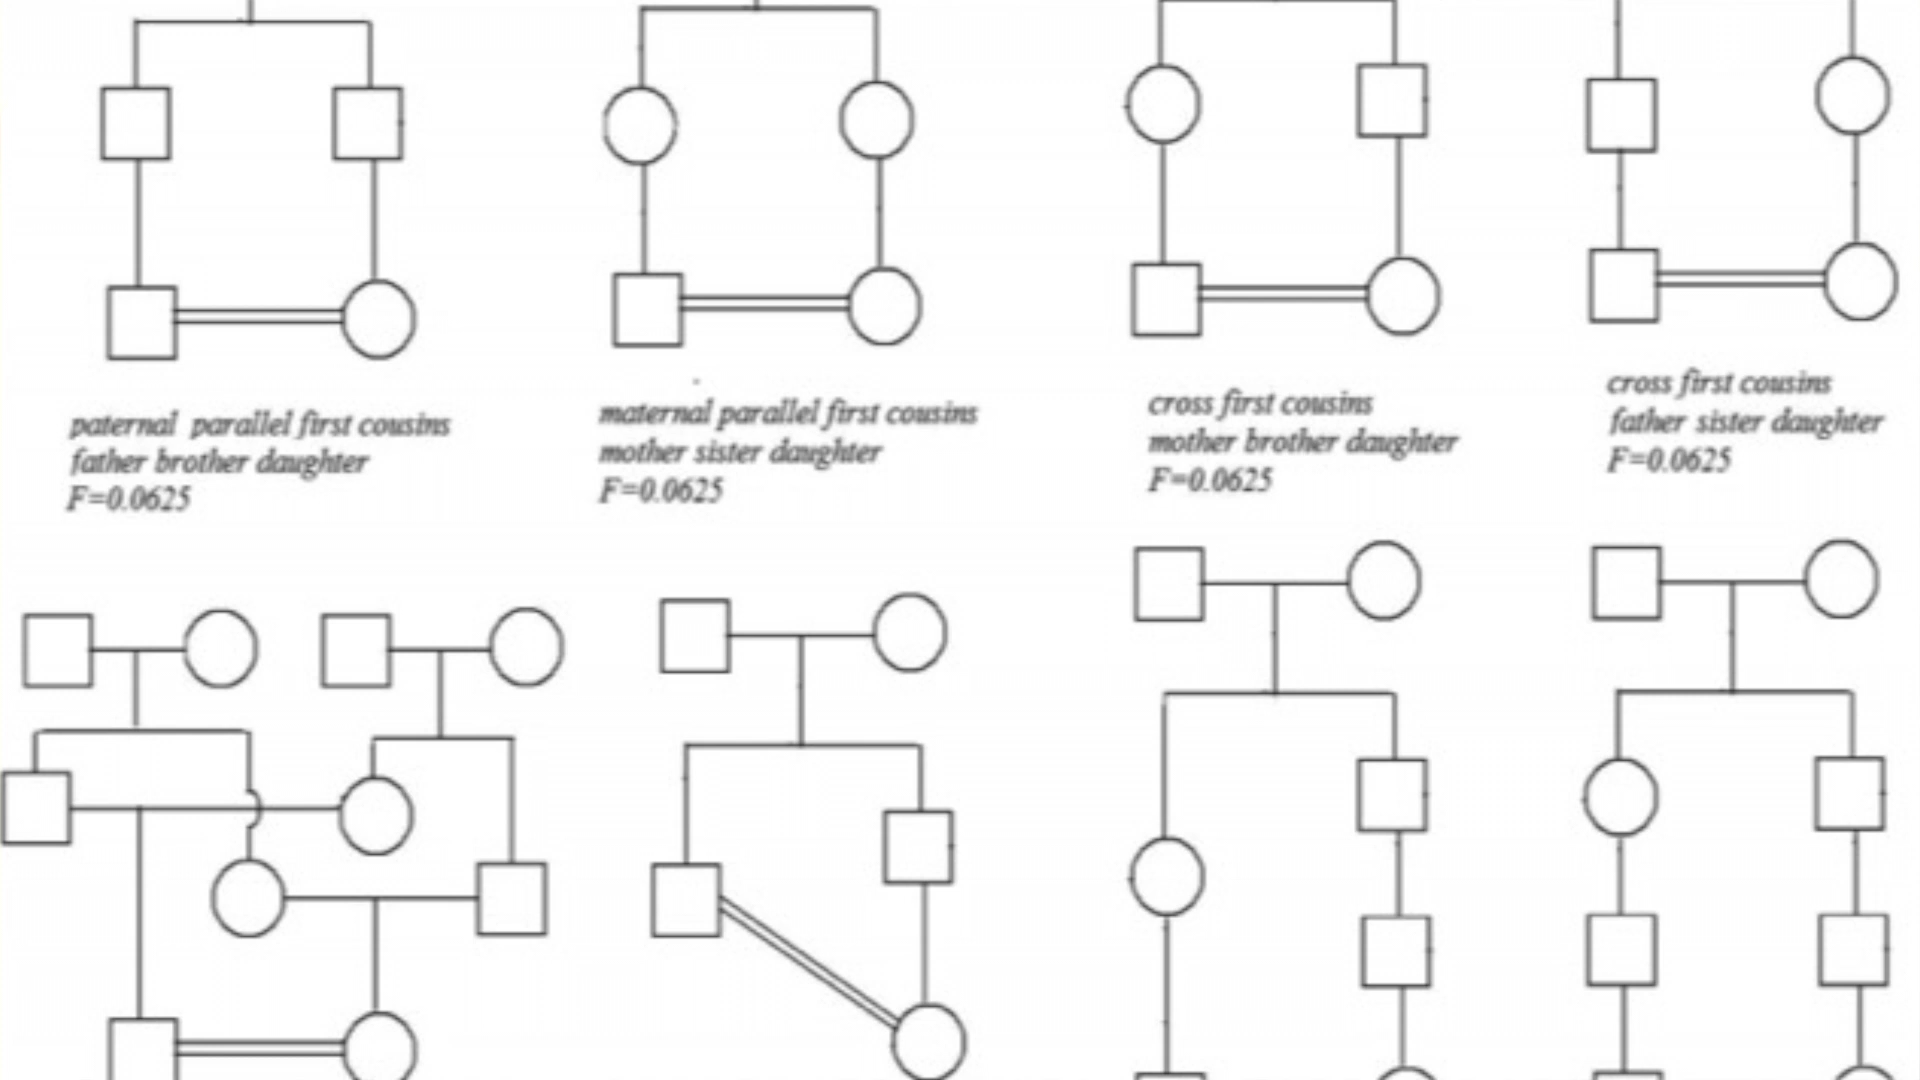 paternal parallel first cousins
father brother daughter
F=0.0625
maternal parallel first cousins
mother sister daughter
F=0.0625
cross first cousins
mother brother daughter
F=0.0625
cross first cousins
father sister daughter
F=0.0625